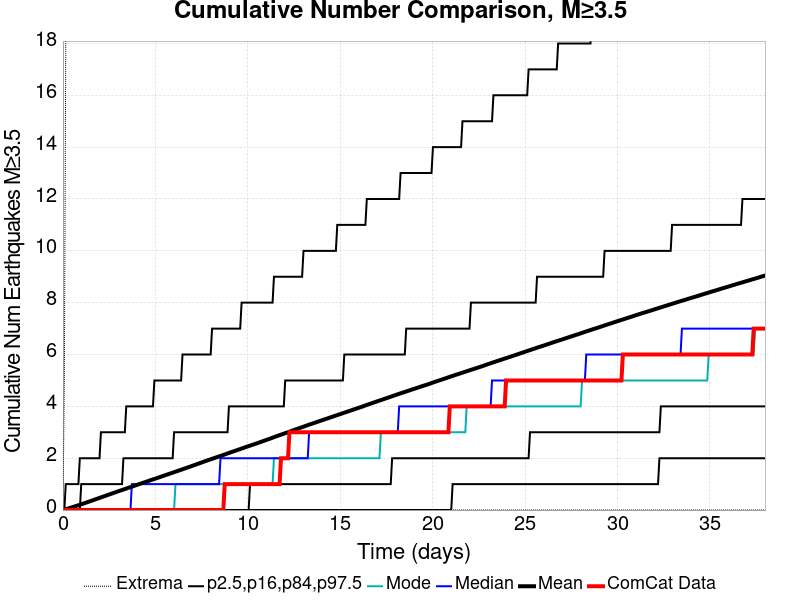 Cumulative Number Comparison, M≥3.5
Cumulative Num Earthquakes M≥3.5
18
16
14
12
10
8
6
4
2
0
0 5 10 15 20 25 30 35
Time (days)
Extrema p2.5,p16,p84,p97.5 Mode Median Mean ComCat Data